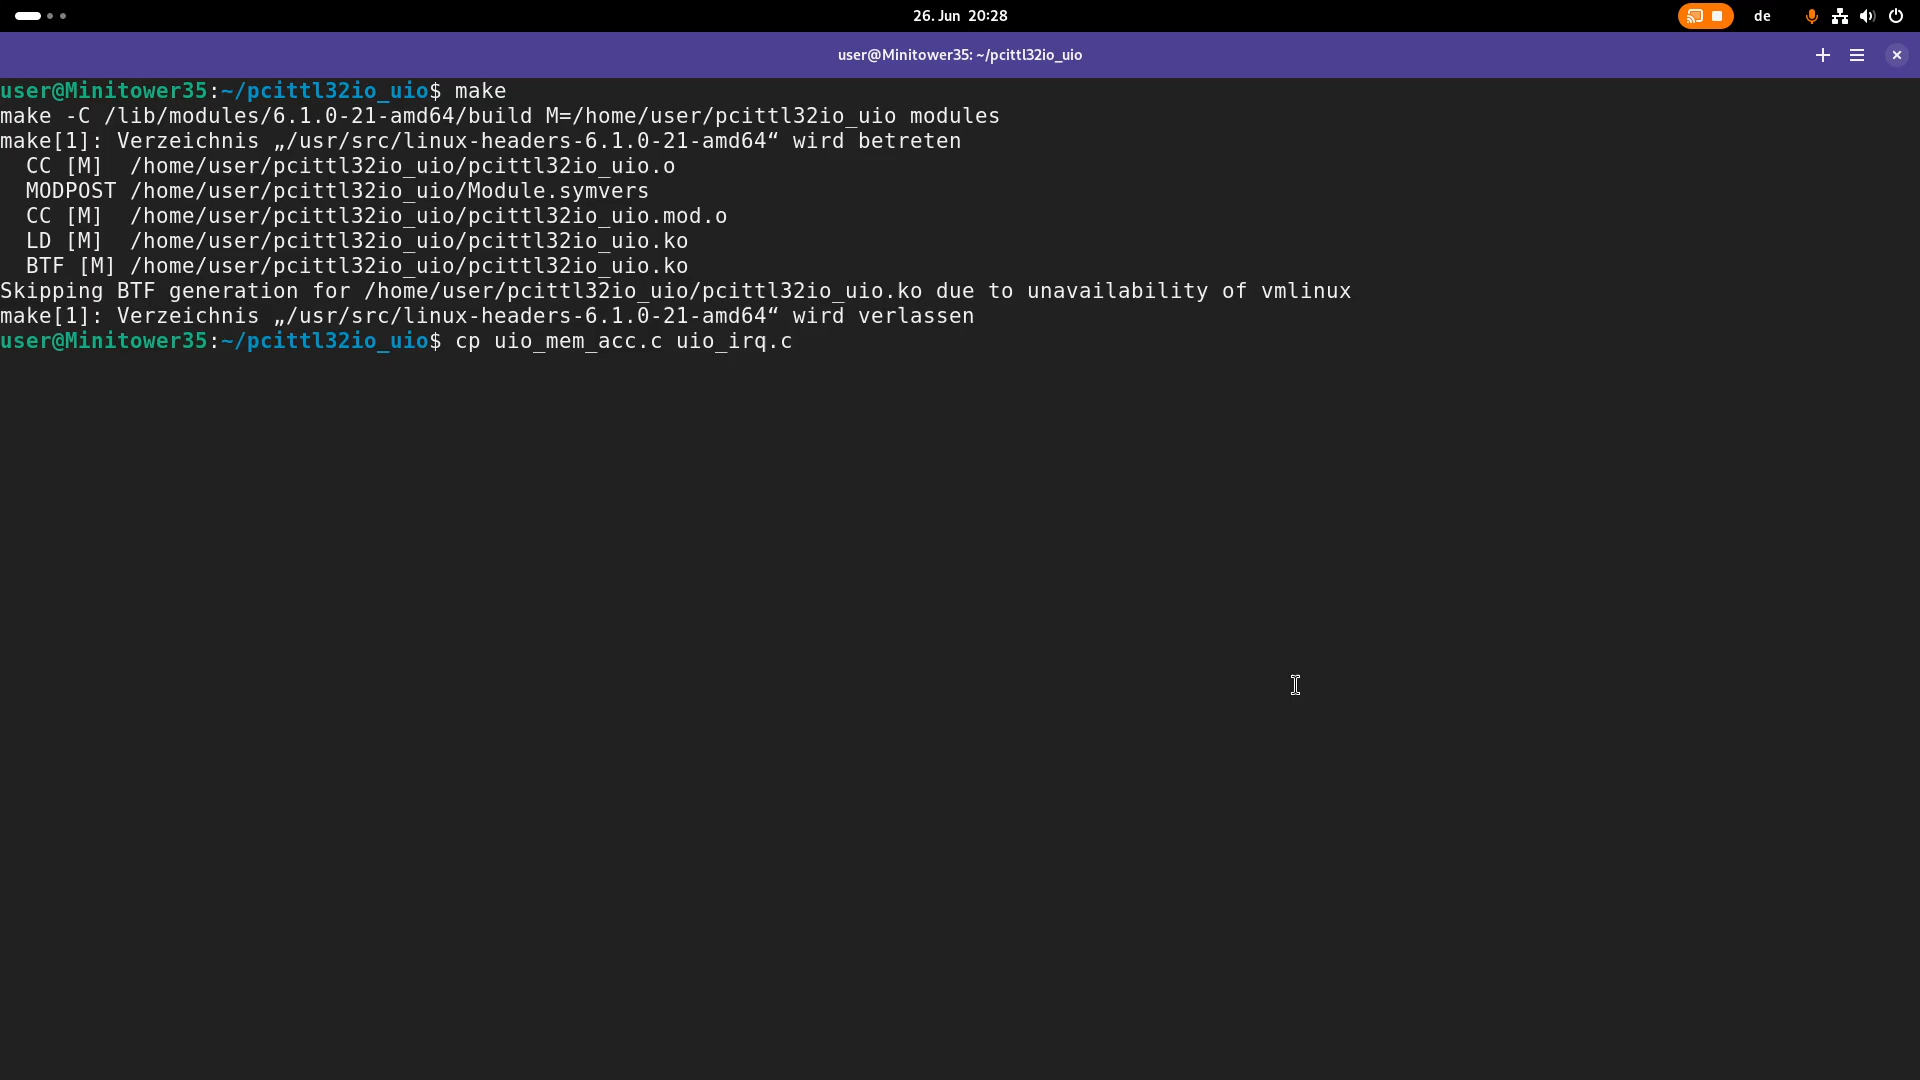 26. Jun 20:28
de
user@Minitower35: ~/pcittl32io_uio
user@Minitower35:~/pcittl32io_uio$ make
make -C /lib/modules/6.1.0-21-amd64/build M=/home/user/pcittl32io_uio modules
make[1]: Verzeichnis „/usr/src/linux-headers-6.1.0-21-amd64“ wird betreten
  CC [M]  /home/user/pcittl32io_uio/pcittl32io_uio.o
  MODPOST /home/user/pcittl32io_uio/Module.symvers
  CC [M]  /home/user/pcittl32io_uio/pcittl32io_uio.mod.o
  LD [M]  /home/user/pcittl32io_uio/pcittl32io_uio.ko
  BTF [M] /home/user/pcittl32io_uio/pcittl32io_uio.ko
Skipping BTF generation for /home/user/pcittl32io_uio/pcittl32io_uio.ko due to unavailability of vmlinux
make[1]: Verzeichnis „/usr/src/linux-headers-6.1.0-21-amd64“ wird verlassen
user@Minitower35:~/pcittl32io_uio$ cp uio_mem_acc.c uio_irq.c